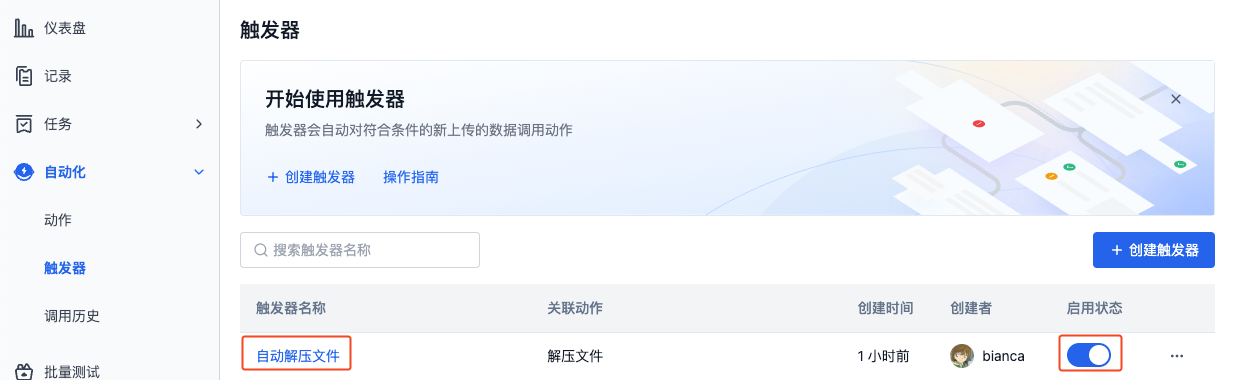 仪表盘
记录
任务
自动化
动作
触发器
调用历史
批量测试
触发器
开始使用触发器
触发器会自动对符合条件的新上传的数据调用动作
+ 创建触发器 操作指南
搜索触发器名称
+ 创建触发器
触发器名称 关联动作 创建时间 创建者 启用状态
自动解压文件 解压文件 1 小时前 bianca